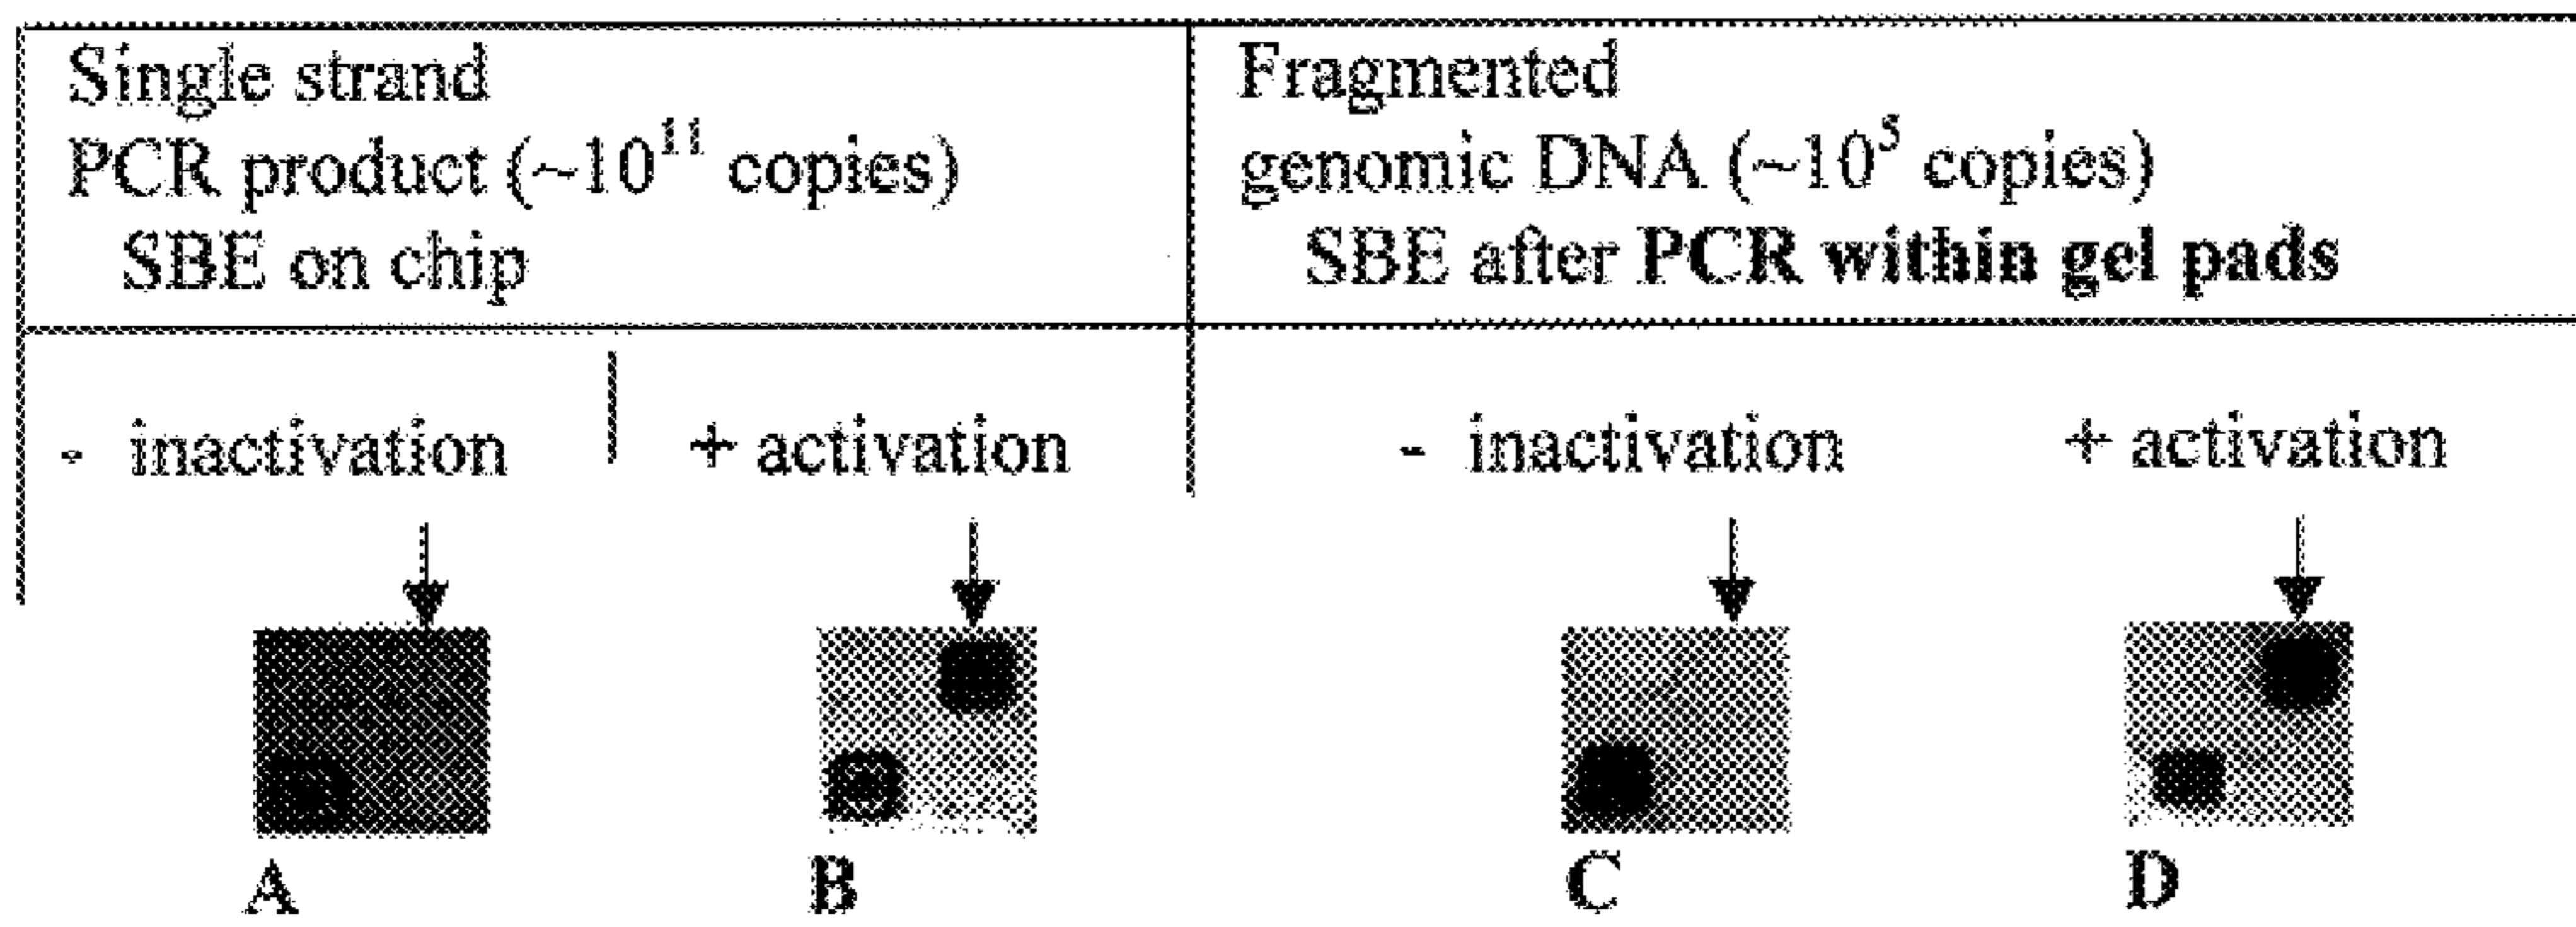 Single strand
PCR product (~10¹¹ copies)
SBE on chip
Fragmented
genomic DNA (~10⁵ copies)
SBE after PCR within gel pads
- inactivation
+ activation
- inactivation
+ activation
A
B
C
D